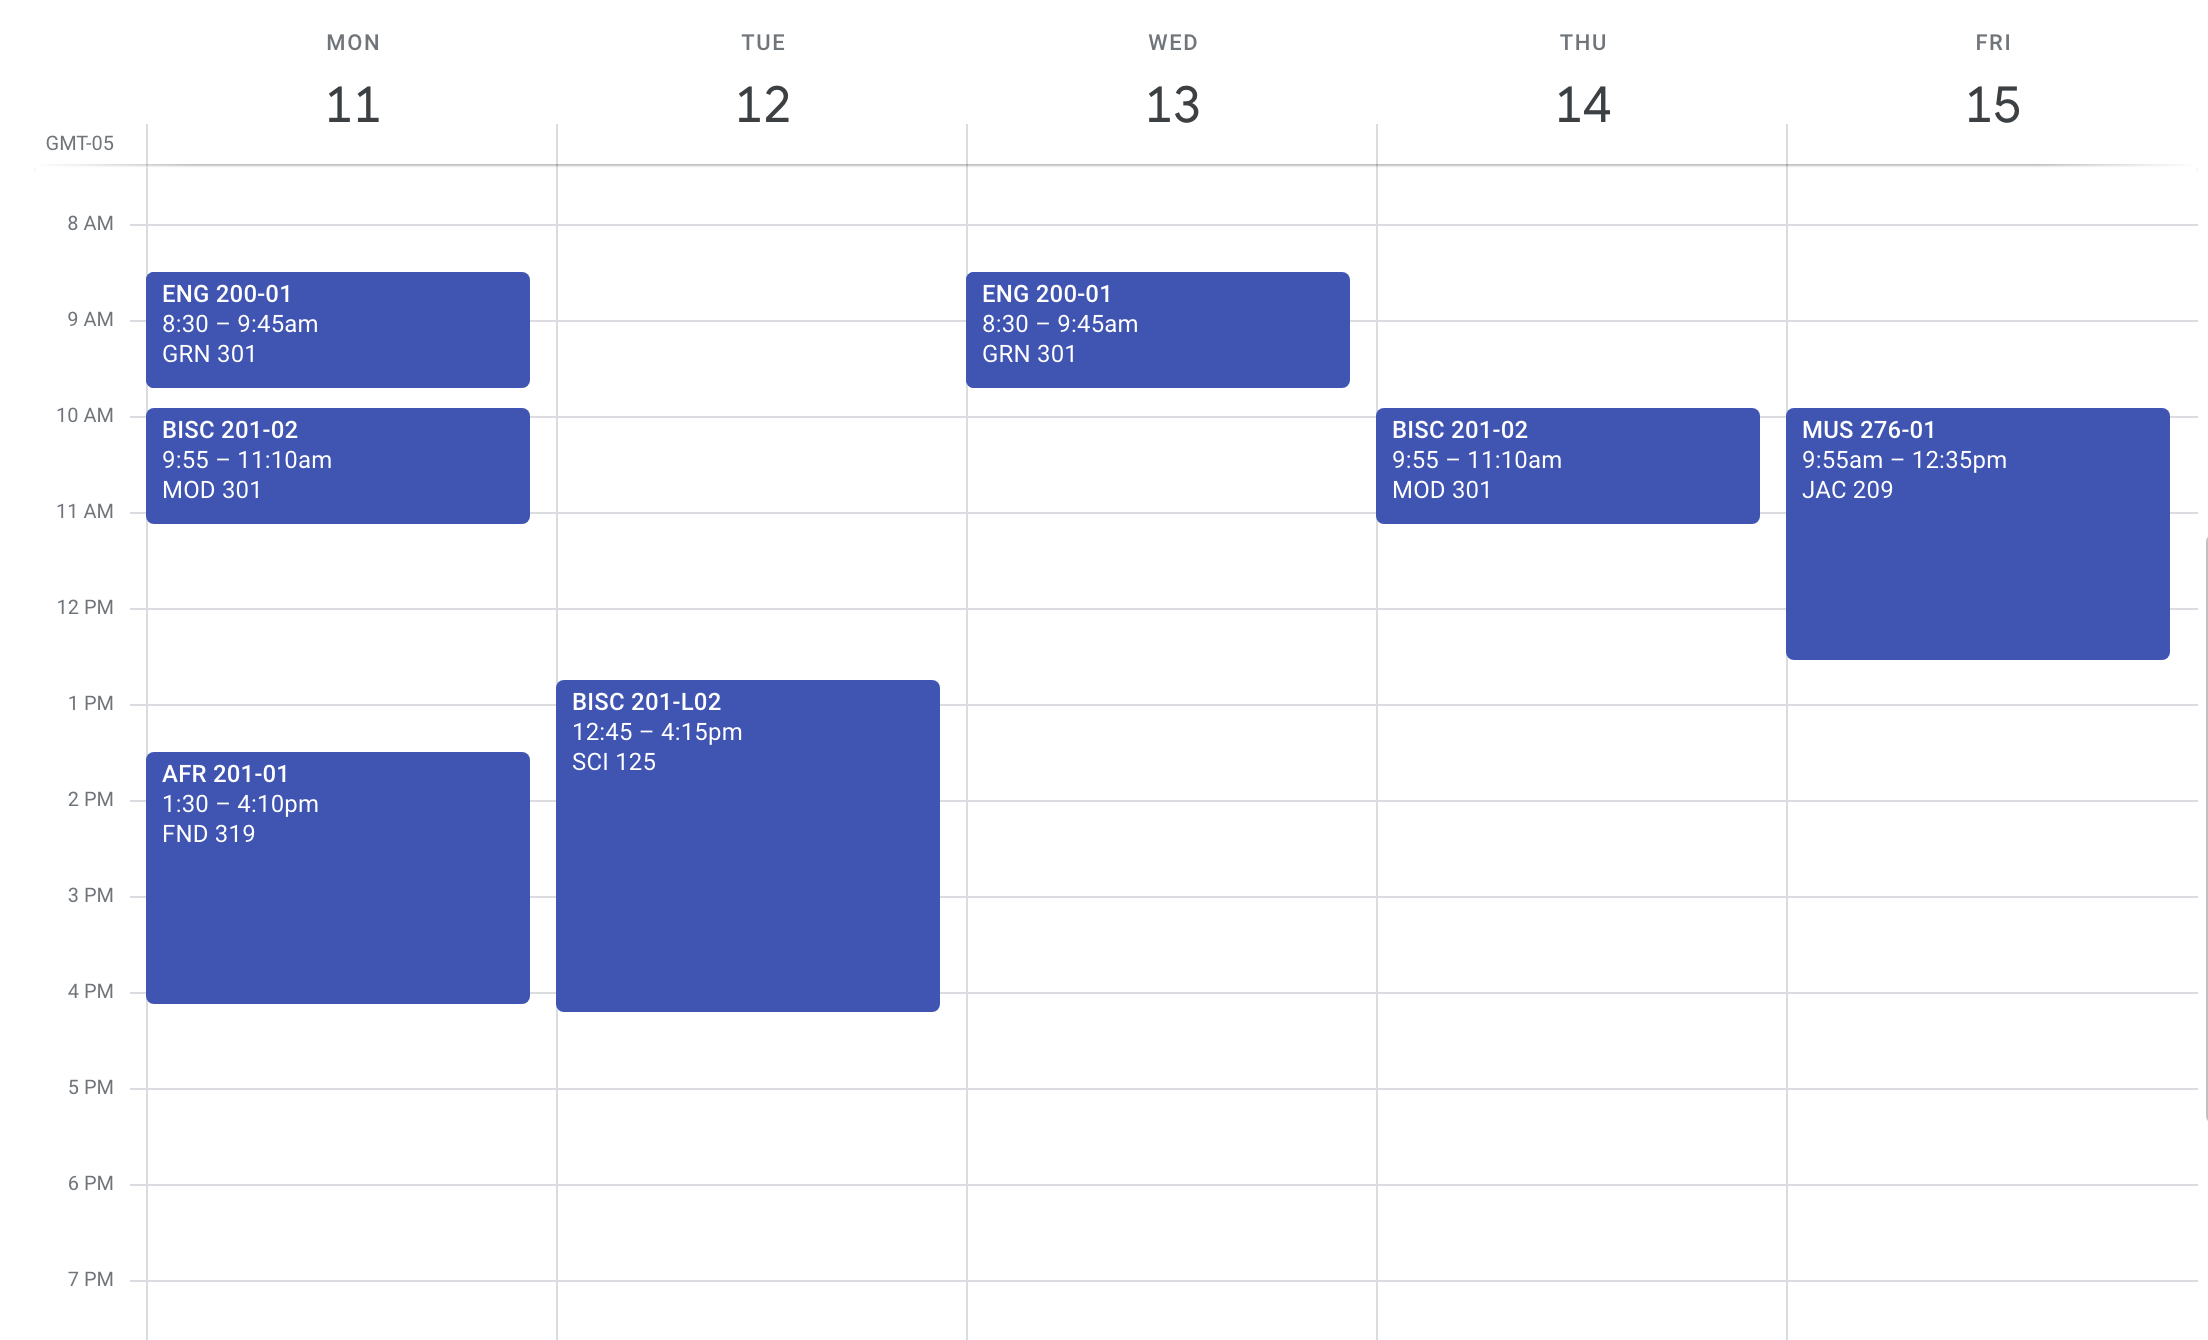 MON
TUE
WED
THU
FRI
11
12
13
14
15
GMT-05
8 AM
9 AM
10 AM
11 AM
12 PM
1 PM
2 PM
3 PM
4 PM
5 PM
6 PM
7 PM
ENG 200-01
8:30 – 9:45am
GRN 301
BISC 201-02
9:55 – 11:10am
MOD 301
AFR 201-01
1:30 – 4:10pm
FND 319
BISC 201-L02
12:45 – 4:15pm
SCI 125
ENG 200-01
8:30 – 9:45am
GRN 301
BISC 201-02
9:55 – 11:10am
MOD 301
MUS 276-01
9:55am – 12:35pm
JAC 209